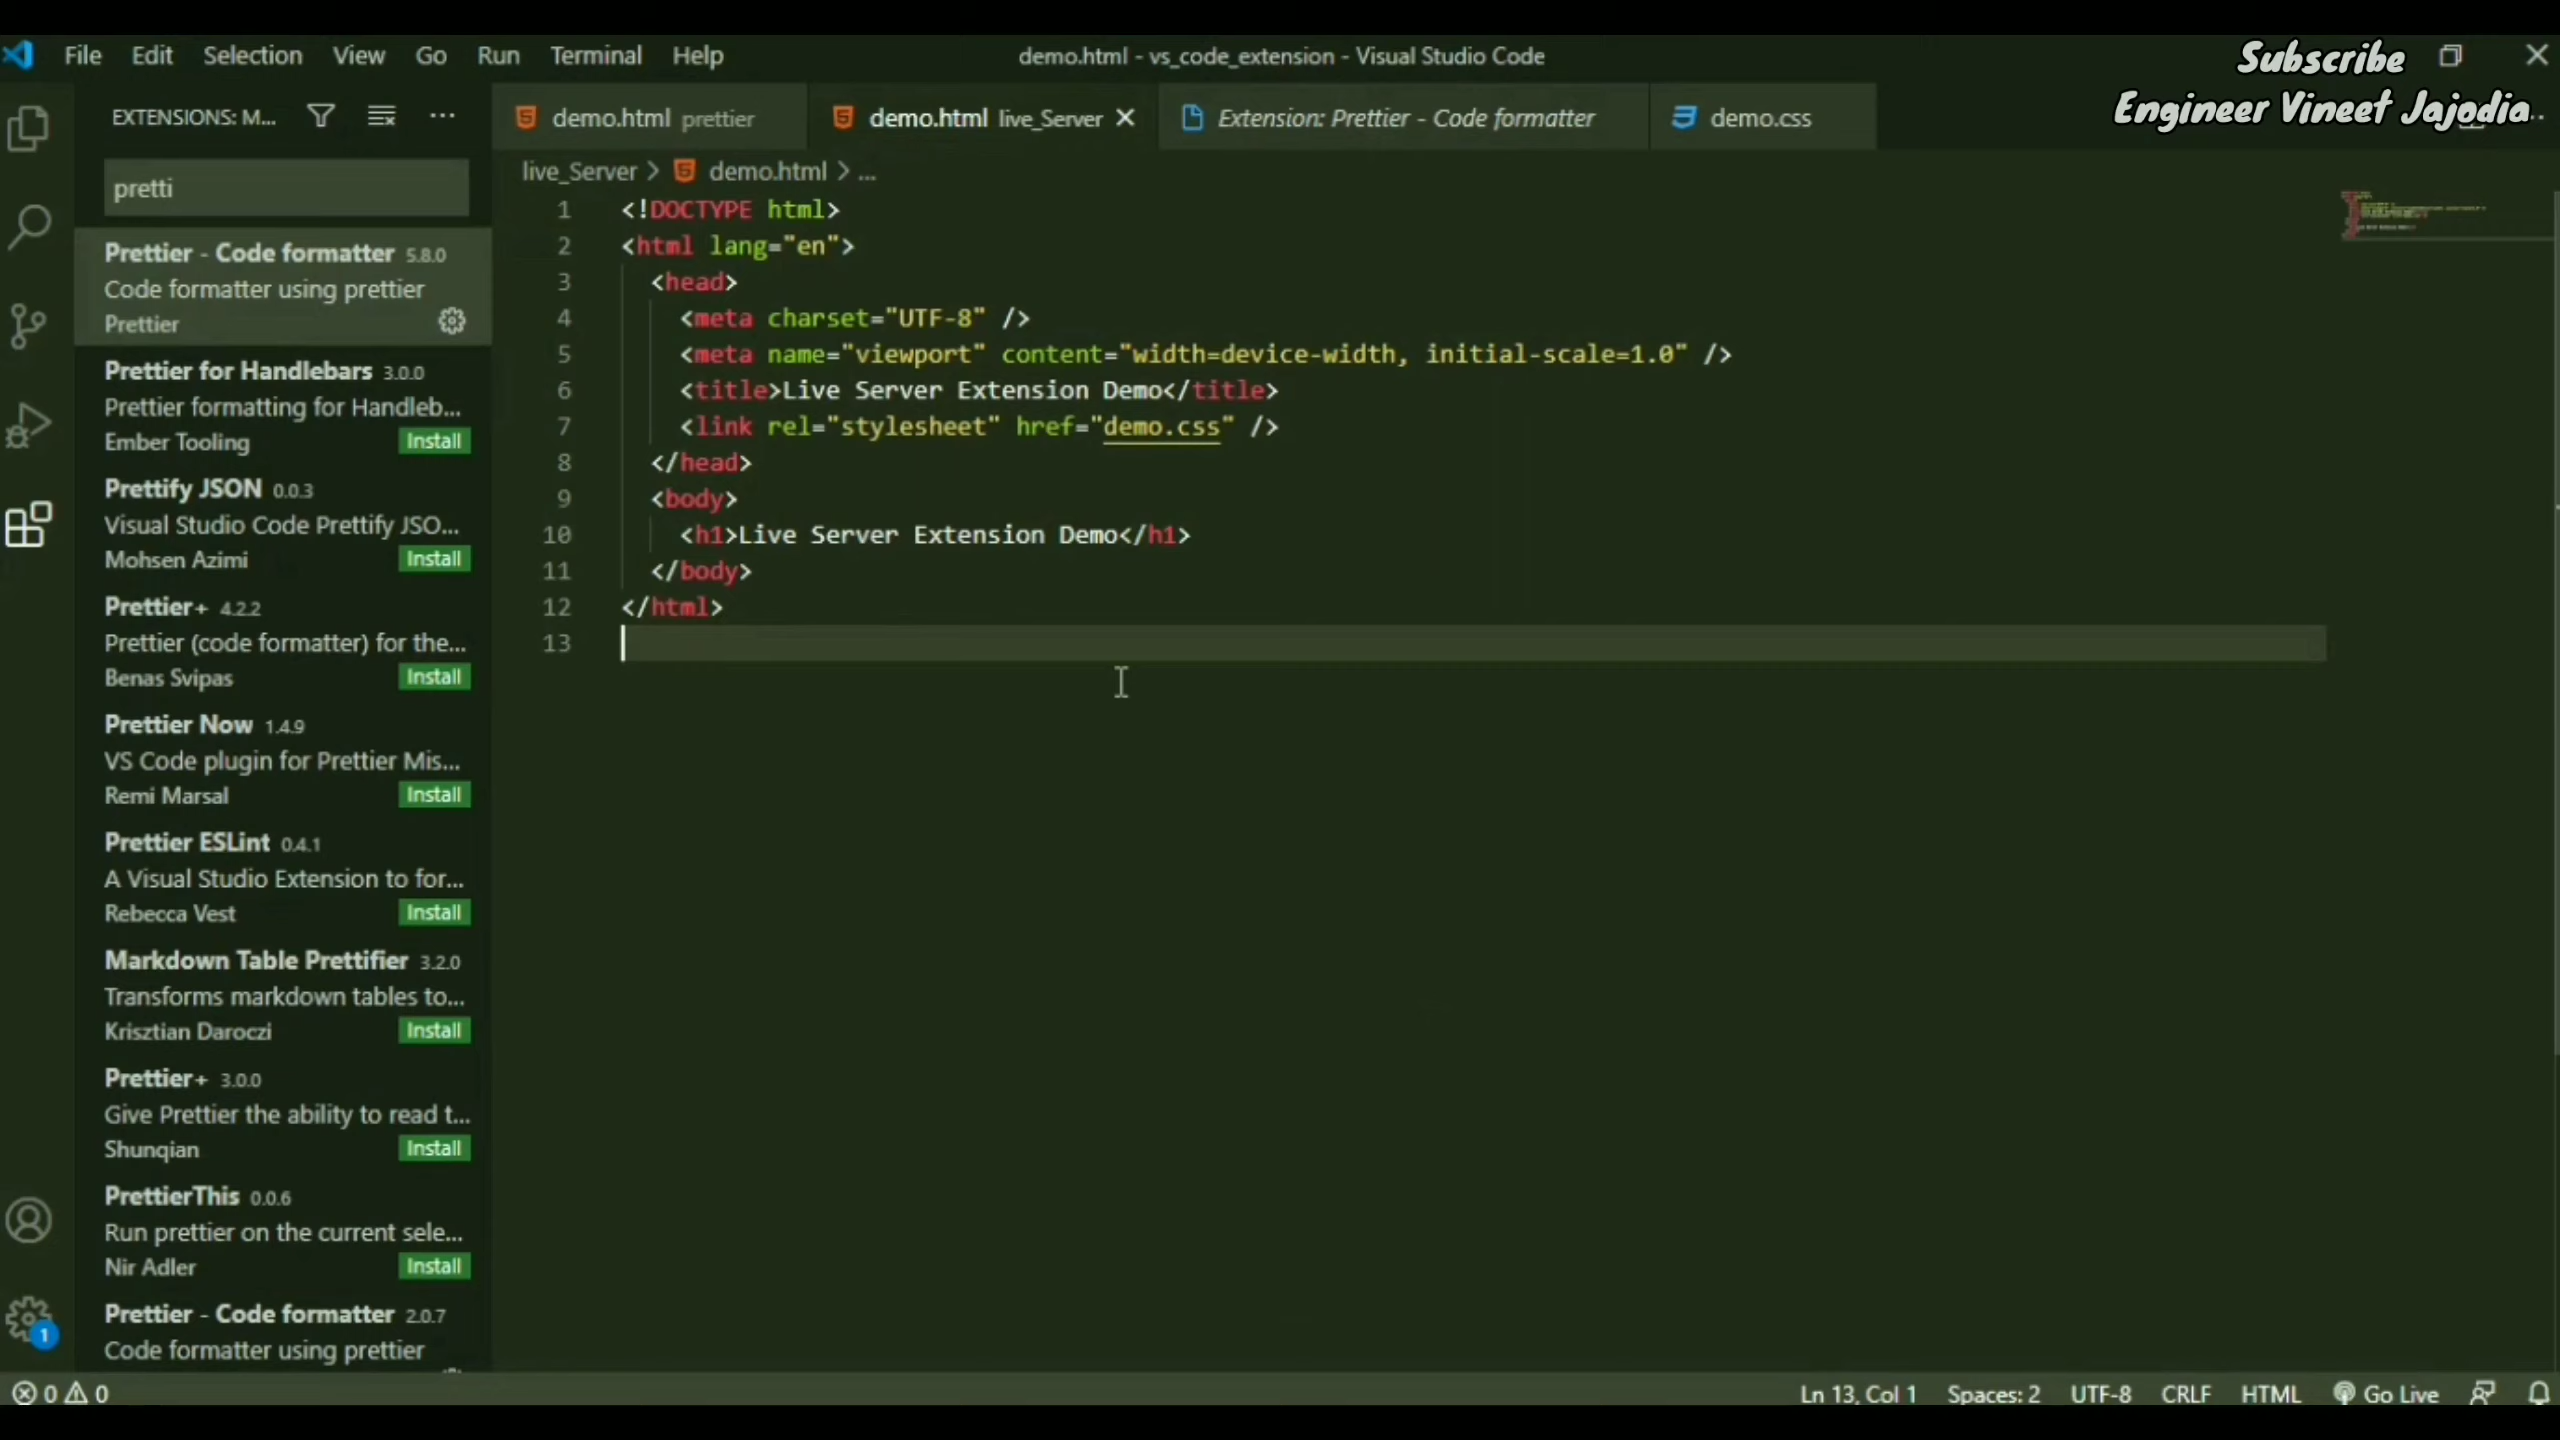 File Edit Selection View Go Run Terminal Help
demo.html - vs_code_extension - Visual Studio Code
Subscribe
Engineer Vineet Jajodia
EXTENSIONS: M...
pretti
Prettier - Code formatter 5.8.0
Code formatter using prettier
Prettier
Prettier for Handlebars 3.0.0
Prettier formatting for Handleb...
Ember Tooling Install
Prettify JSON 0.0.3
Visual Studio Code Prettify JSO...
Mohsen Azimi Install
Prettier+ 4.2.2
Prettier (code formatter) for the...
Benas Svipas Install
Prettier Now 1.4.9
VS Code plugin for Prettier Mis...
Remi Marsal Install
Prettier ESLint 0.4.1
A Visual Studio Extension to for...
Rebecca Vest Install
Markdown Table Prettifier 3.2.0
Transforms markdown tables to...
Krisztian Daroczi Install
Prettier+ 3.0.0
Give Prettier the ability to read t...
Shunqian Install
PrettierThis 0.0.6
Run prettier on the current sele...
Nir Adler Install
Prettier - Code formatter 2.0.7
Code formatter using prettier
demo.html prettier demo.html live_Server Extension: Prettier - Code formatter demo.css
live_Server > demo.html > ...
1 <!DOCTYPE html>
2 <html lang="en">
3 <head>
4 <meta charset="UTF-8" />
5 <meta name="viewport" content="width=device-width, initial-scale=1.0" />
6 <title>Live Server Extension Demo</title>
7 <link rel="stylesheet" href="demo.css" />
8 </head>
9 <body>
10 <h1>Live Server Extension Demo</h1>
11 </body>
12 </html>
13
1
0 0
Ln 13, Col 1 Spaces: 2 UTF-8 CRLF HTML Go Live